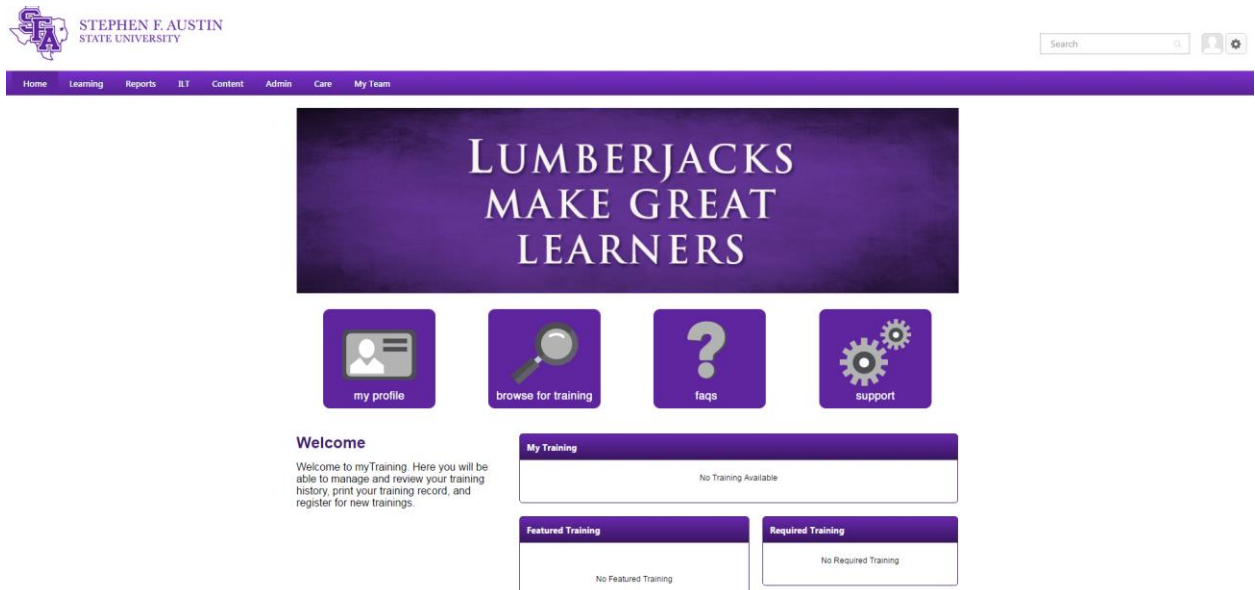 SFA
STEPHEN F. AUSTIN
STATE UNIVERSITY
Search
Home Learning Reports ILT Content Admin Care My Team
LUMBERJACKS
MAKE GREAT
LEARNERS
my profile browse for training faqs support
Welcome
Welcome to myTraining. Here you will be
able to manage and review your training
history, print your training record, and
register for new trainings.
My Training
No Training Available
Featured Training
No Featured Training
Required Training
No Required Training